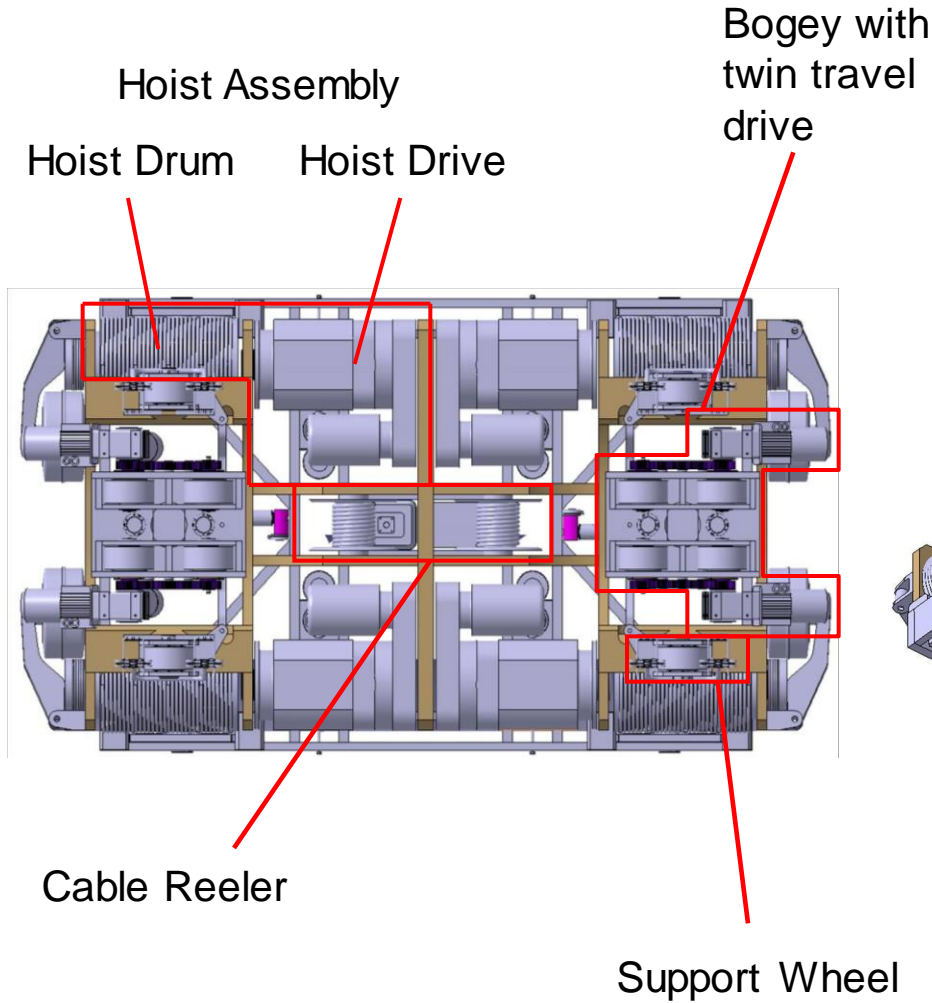 Bogey with
twin travel
drive
Hoist Assembly
Hoist Drum
Hoist Drive
Cable Reeler
Support Wheel